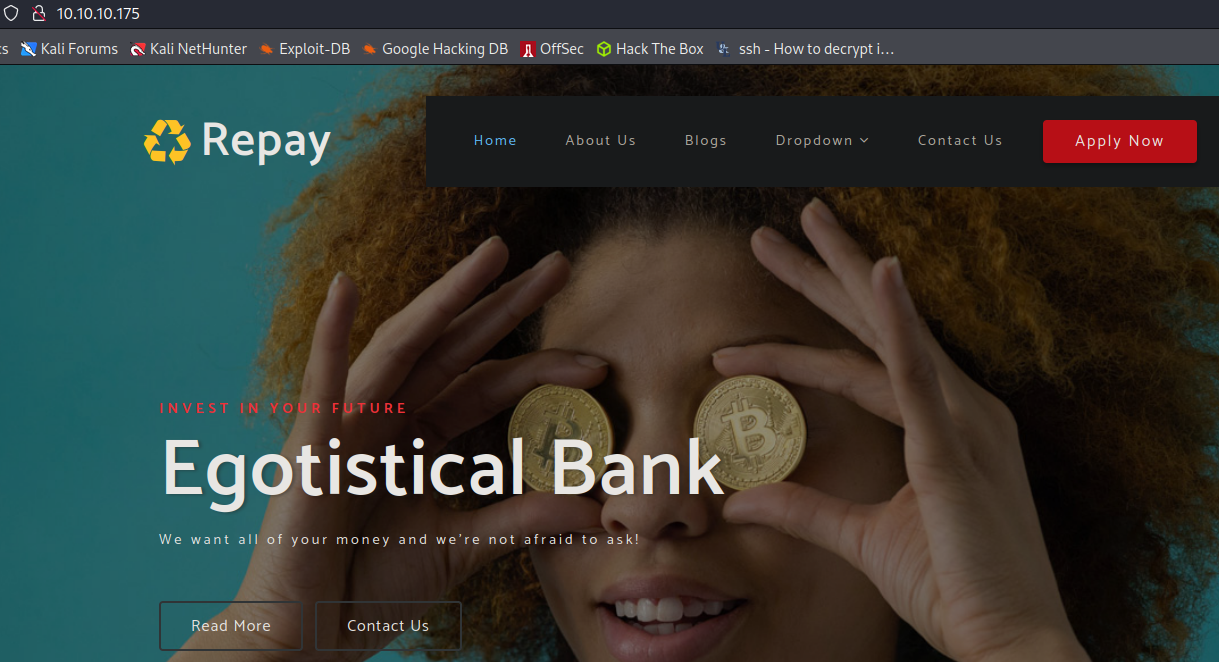 10.10.10.175
Kali Forums Kali NetHunter Exploit-DB Google Hacking DB OffSec Hack The Box ssh - How to decrypt i…
Repay
Home About Us Blogs Dropdown Contact Us Apply Now
INVEST IN YOUR FUTURE
Egotistical Bank
We want all of your money and we're not afraid to ask!
Read More Contact Us